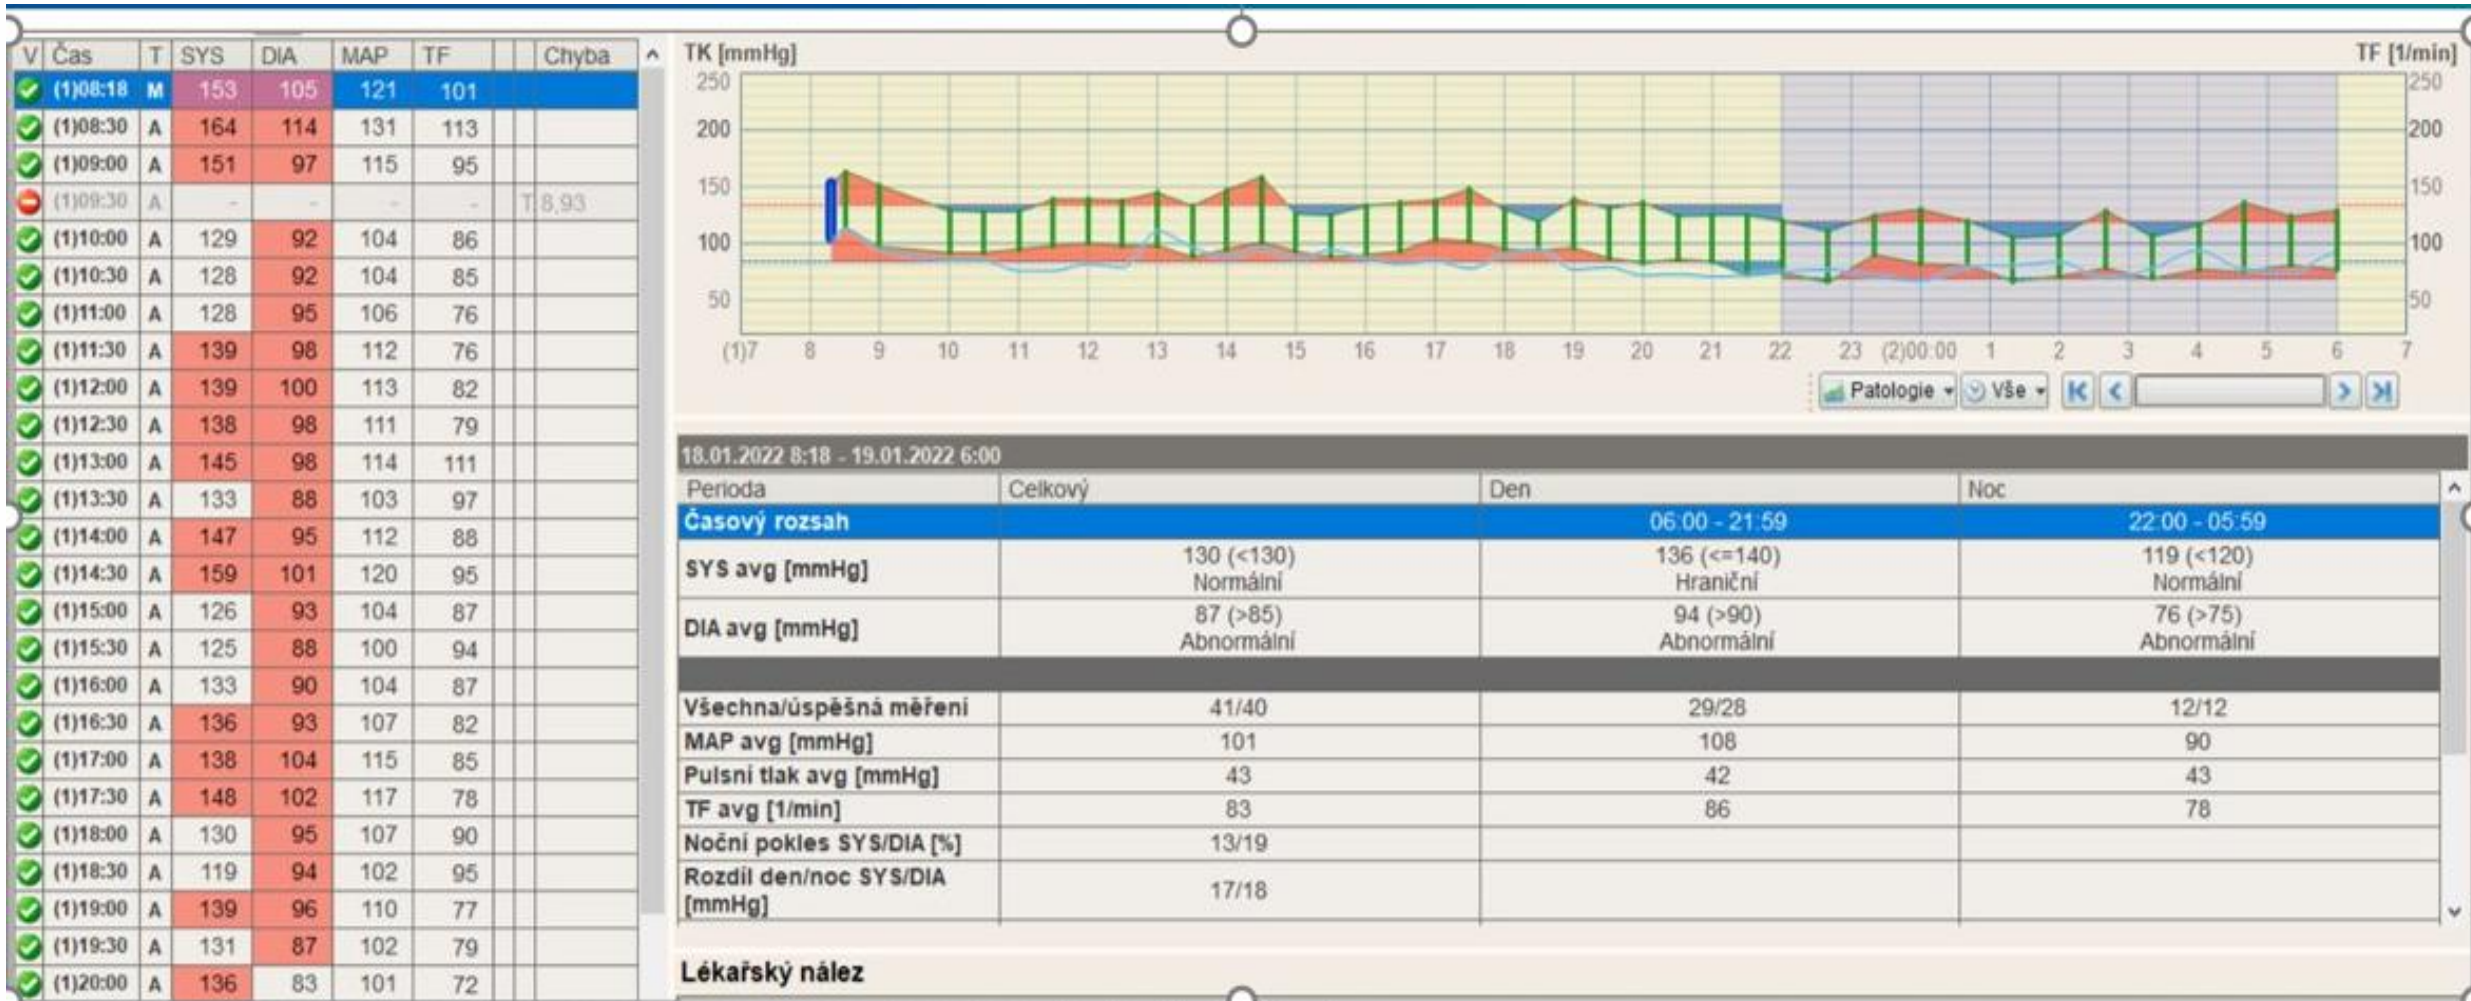 V Čas T SYS DIA MAP TF Chyba
(1)08:18 M 153 105 121 101
(1)08:30 A 164 114 131 113
(1)09:00 A 151 97 115 95
(1)09:30 A - - - - T 8,93
(1)10:00 A 129 92 104 86
(1)10:30 A 128 92 104 85
(1)11:00 A 128 95 106 76
(1)11:30 A 139 98 112 76
(1)12:00 A 139 100 113 82
(1)12:30 A 138 98 111 79
(1)13:00 A 145 98 114 111
(1)13:30 A 133 88 103 97
(1)14:00 A 147 95 112 88
(1)14:30 A 159 101 120 95
(1)15:00 A 126 93 104 87
(1)15:30 A 125 88 100 94
(1)16:00 A 133 90 104 87
(1)16:30 A 136 93 107 82
(1)17:00 A 138 104 115 85
(1)17:30 A 148 102 117 78
(1)18:00 A 130 95 107 90
(1)18:30 A 119 94 102 95
(1)19:00 A 139 96 110 77
(1)19:30 A 131 87 102 79
(1)20:00 A 136 83 101 72
TK [mmHg] TF [1/min]
250 250
200 200
150 150
100 100
50 50
(1)7 8 9 10 11 12 13 14 15 16 17 18 19 20 21 22 23 (2)00:00 1 2 3 4 5 6 7
Patologie Vše
18.01.2022 8:18 - 19.01.2022 6:00
Perioda Celkový Den Noc
Časový rozsah 06:00 - 21:59 22:00 - 05:59
SYS avg [mmHg] 130 (<130) 136 (<=140) 119 (<120)
Normální Hraniční Normální
DIA avg [mmHg] 87 (>85) 94 (>90) 76 (>75)
Abnormální Abnormální Abnormální
Všechna/úspěšná měření 41/40 29/28 12/12
MAP avg [mmHg] 101 108 90
Pulsní tlak avg [mmHg] 43 42 43
TF avg [1/min] 83 86 78
Noční pokles SYS/DIA [%] 13/19
Rozdíl den/noc SYS/DIA
[mmHg] 17/18
Lékařský nález